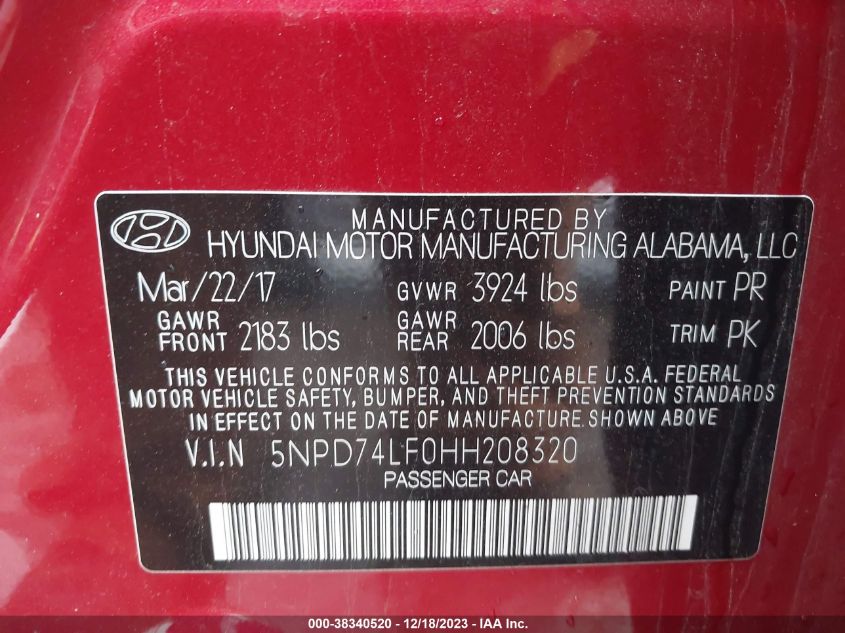 MANUFACTURED BY
HYUNDAI MOTOR MANUFACTURING ALABAMA, LLC
Mar/22/17 GVWR 3924 lbs PAINT PR
GAWR FRONT 2183 lbs GAWR REAR 2006 lbs TRIM PK
THIS VEHICLE CONFORMS TO ALL APPLICABLE U.S.A. FEDERAL
MOTOR VEHICLE SAFETY, BUMPER, AND THEFT PREVENTION STANDARDS
IN EFFECT ON THE DATE OF MANUFACTURE SHOWN ABOVE
V.I.N 5NPD74LF0HH208320
PASSENGER CAR
000-38340520 - 12/18/2023 - IAA Inc.